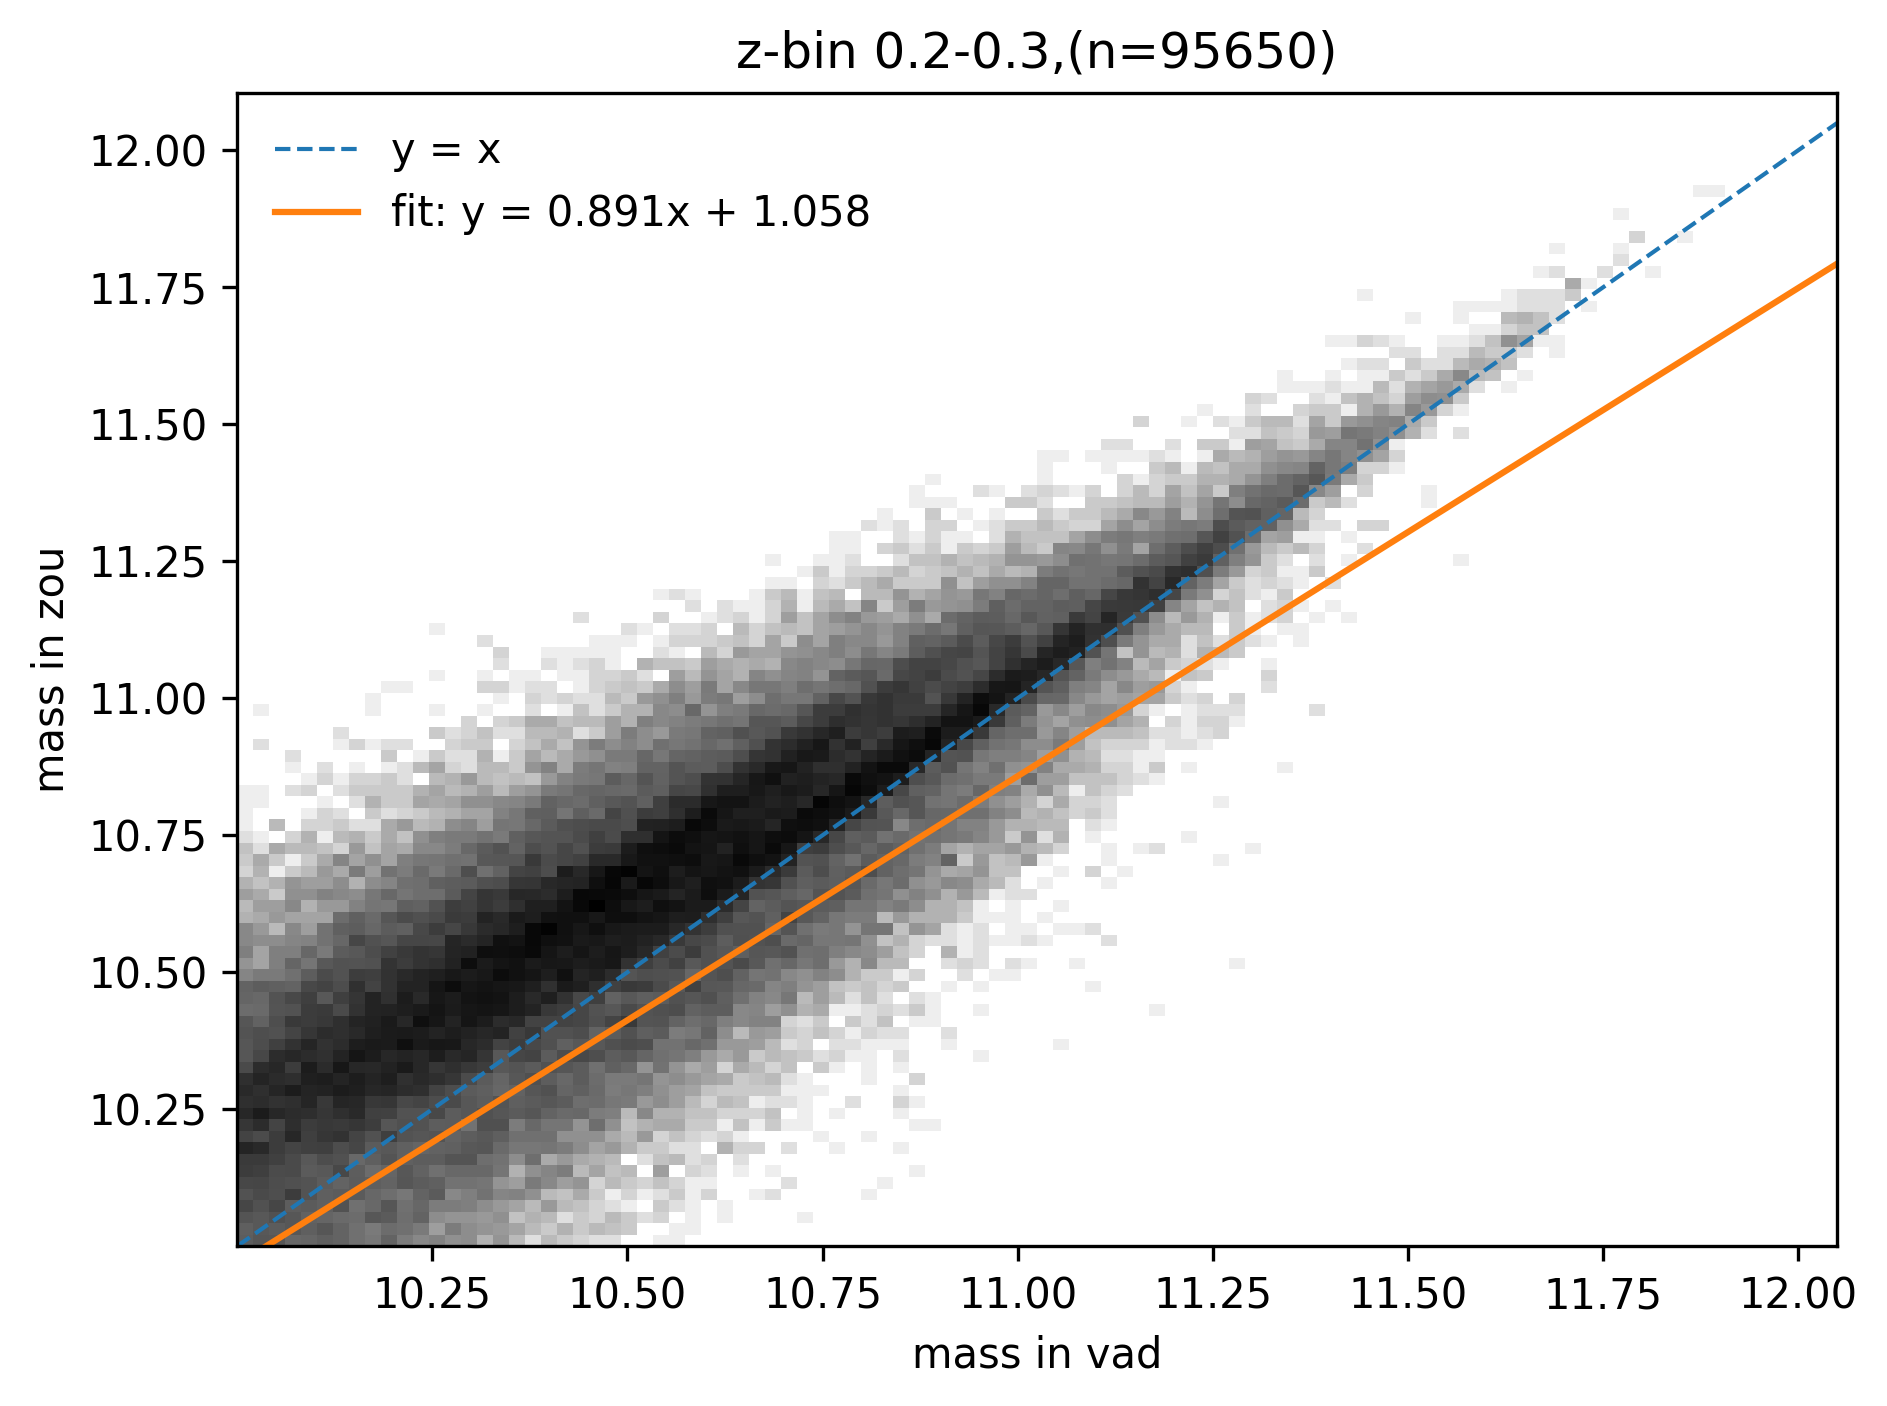 z-bin 0.2-0.3,(n=95650)
y = x
fit: y = 0.891x + 1.058
12.00
11.75
11.50
11.25
11.00
10.75
10.50
10.25
mass in zou
10.25 10.50 10.75 11.00 11.25 11.50 11.75 12.00
mass in vad